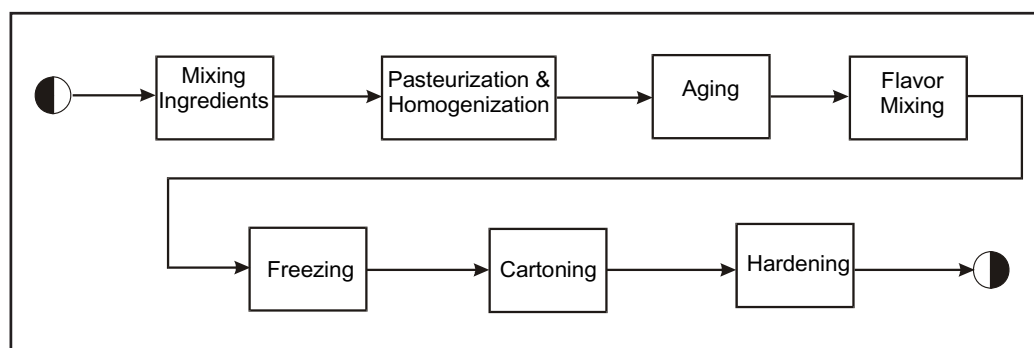 Mixing
Ingredients
Pasteurization &
Homogenization
Aging
Flavor
Mixing
Freezing
Cartoning
Hardening